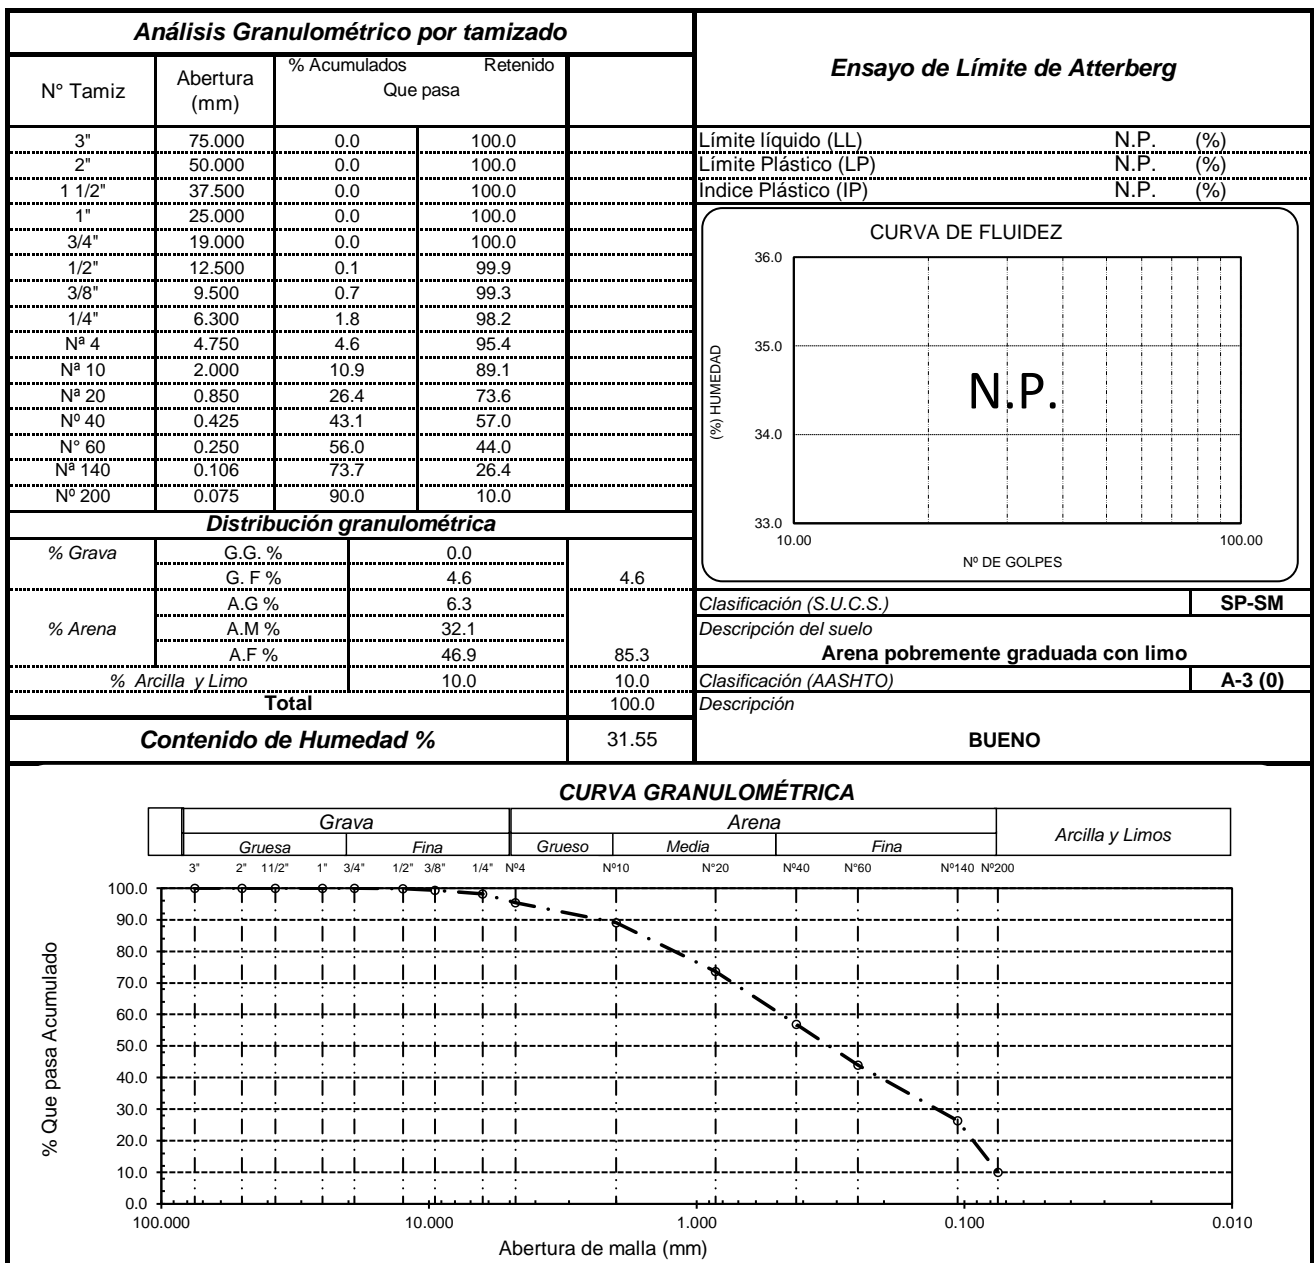 Análisis Granulométrico por tamizado
N° Tamiz Abertura (mm) % Acumulados Retenido Que pasa
3" 75.000 0.0 100.0
2" 50.000 0.0 100.0
1 1/2" 37.500 0.0 100.0
1" 25.000 0.0 100.0
3/4" 19.000 0.0 100.0
1/2" 12.500 0.1 99.9
3/8" 9.500 0.7 99.3
1/4" 6.300 1.8 98.2
Nª 4 4.750 4.6 95.4
Nª 10 2.000 10.9 89.1
Nª 20 0.850 26.4 73.6
Nº 40 0.425 43.1 57.0
N° 60 0.250 56.0 44.0
Nª 140 0.106 73.7 26.4
Nº 200 0.075 90.0 10.0
Distribución granulométrica
% Grava G.G. % 0.0
G. F % 4.6 4.6
A.G % 6.3
% Arena A.M % 32.1
A.F % 46.9 85.3
% Arcilla y Limo 10.0 10.0
Total 100.0
Contenido de Humedad % 31.55
Ensayo de Límite de Atterberg
Límite líquido (LL) N.P. (%)
Límite Plástico (LP) N.P. (%)
Indice Plástico (IP) N.P. (%)
CURVA DE FLUIDEZ
36.0
35.0
34.0
33.0
(%) HUMEDAD
N.P.
10.00 100.00
Nº DE GOLPES
Clasificación (S.U.C.S.) SP-SM
Descripción del suelo
Arena pobremente graduada con limo
Clasificación (AASHTO) A-3 (0)
Descripción
BUENO
CURVA GRANULOMÉTRICA
Grava Arena Arcilla y Limos
Gruesa Fina Grueso Media Fina
3" 2" 11/2" 1" 3/4" 1/2" 3/8" 1/4" Nº4 Nº10 N°20 N°40 N°60 Nº140 Nº200
100.0
90.0
80.0
70.0
60.0
50.0
40.0
30.0
20.0
10.0
0.0
% Que pasa Acumulado
100.000 10.000 1.000 0.100 0.010
Abertura de malla (mm)